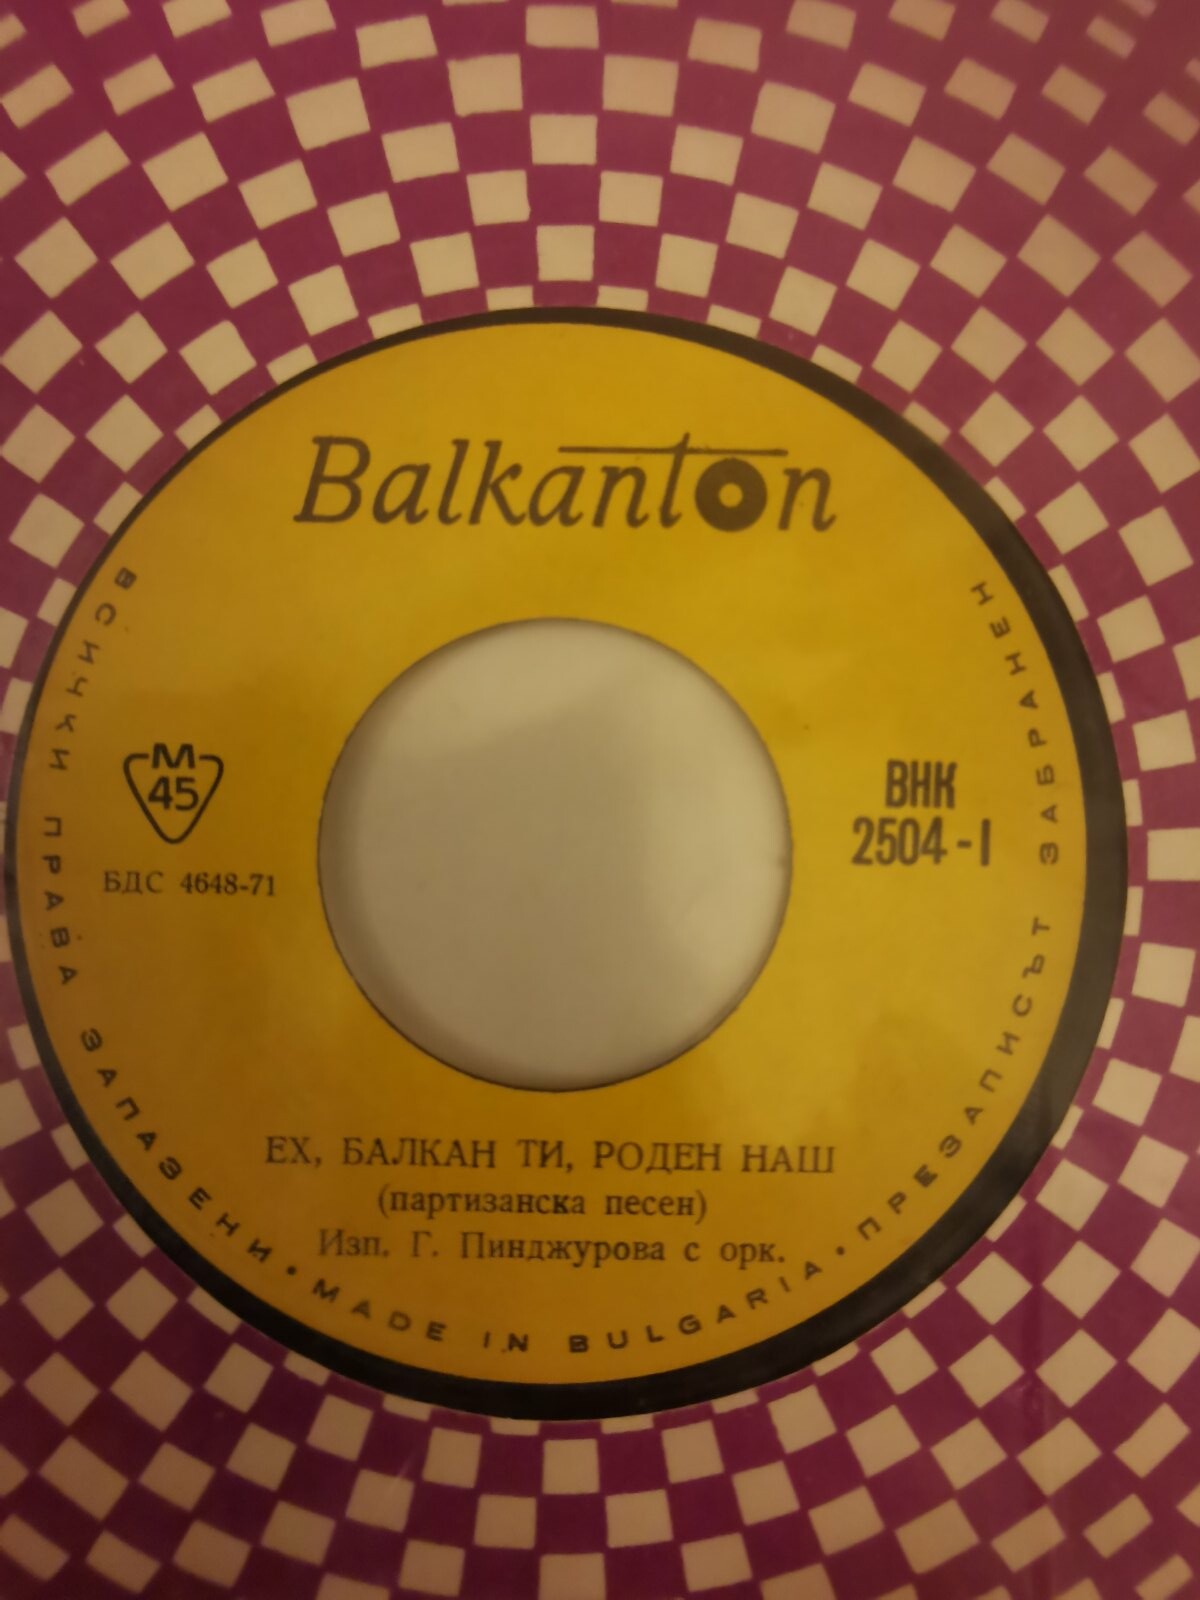 Balkanton
M
45
БДС 4648-71
ВНК
2504-I
ЕХ, БАЛКАН ТИ, РОДЕН НАШ
(партизанска песен)
Изп. Г. Пинджурова с орк.
ВСИЧКИ ПРАВА ЗАПАЗЕНИ • MADE IN BULGARIA • ПРЕЗАПИСЪТ ЗАБРАНЕН